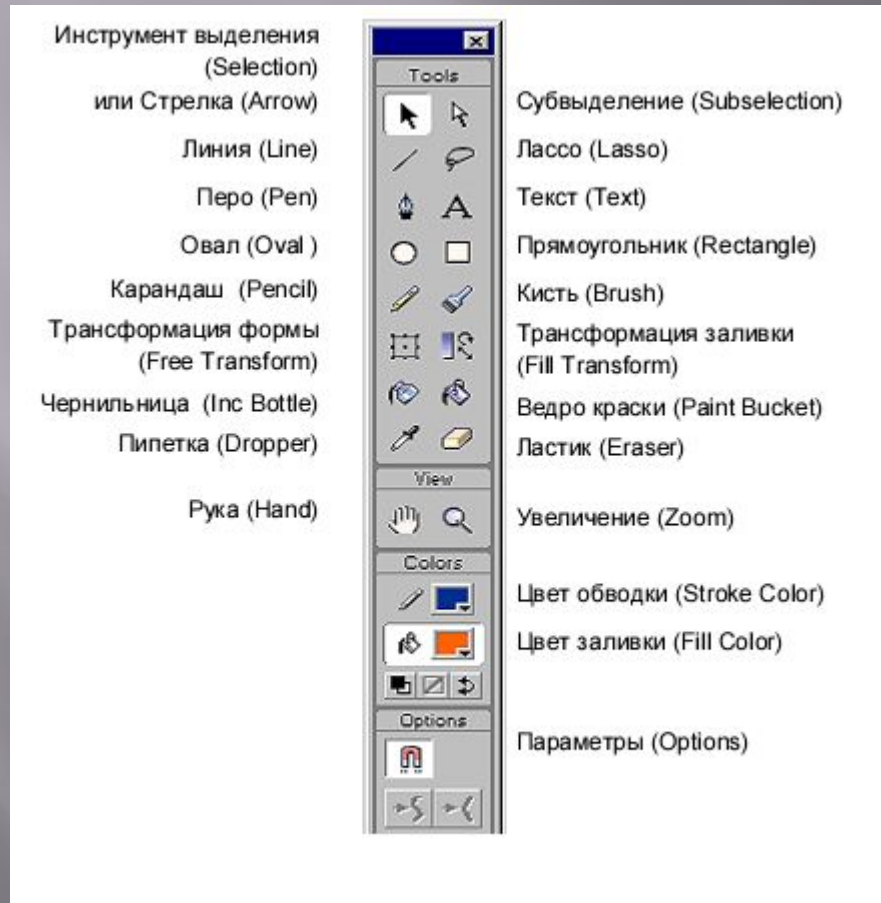 Инструмент выделения
(Selection)
или Стрелка (Arrow)
Линия (Line)
Перо (Pen)
Овал (Oval )
Карандаш (Pencil)
Трансформация формы
(Free Transform)
Чернильница (Inc Bottle)
Пипетка (Dropper)
Рука (Hand)
Tools
View
Colors
Options
Субвыделение (Subselection)
Лассо (Lasso)
Текст (Text)
Прямоугольник (Rectangle)
Кисть (Brush)
Трансформация заливки
(Fill Transform)
Ведро краски (Paint Bucket)
Ластик (Eraser)
Увеличение (Zoom)
Цвет обводки (Stroke Color)
Цвет заливки (Fill Color)
Параметры (Options)